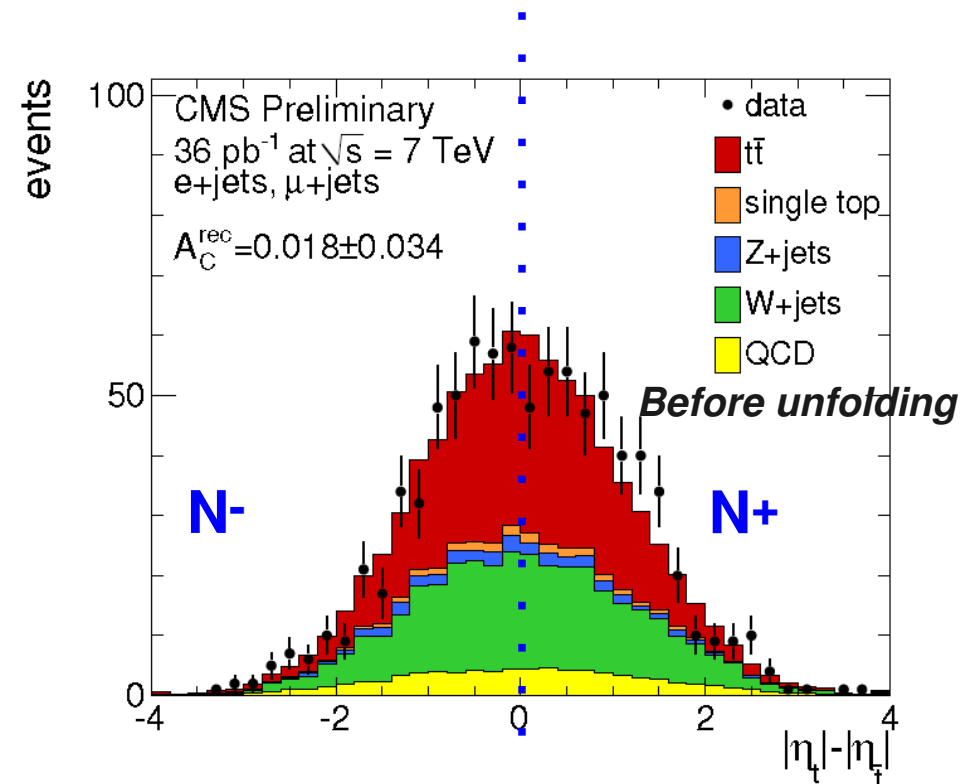 events
100
50
0
-4
-2
0
2
4
|η_t|-|η_t̄|
CMS Preliminary
36 pb⁻¹ at √s = 7 TeV
e+jets, μ+jets
A_C^rec=0.018±0.034
data
tt̄
single top
Z+jets
W+jets
QCD
Before unfolding
N-
N+